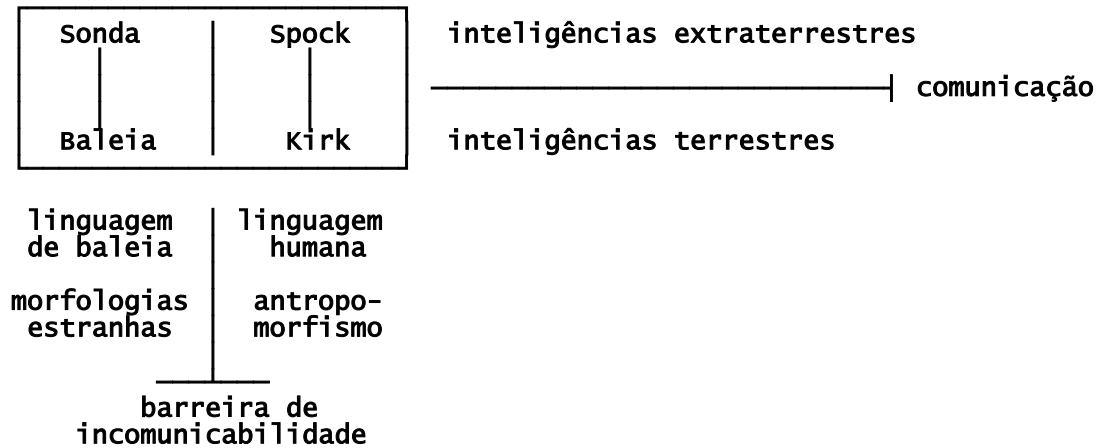 Sonda Spock inteligências extraterrestres
comunicação
Baleia Kirk inteligências terrestres
linguagem linguagem
de baleia humana
morfologias antropo-
estranhas morfismo
barreira de
incomunicabilidade